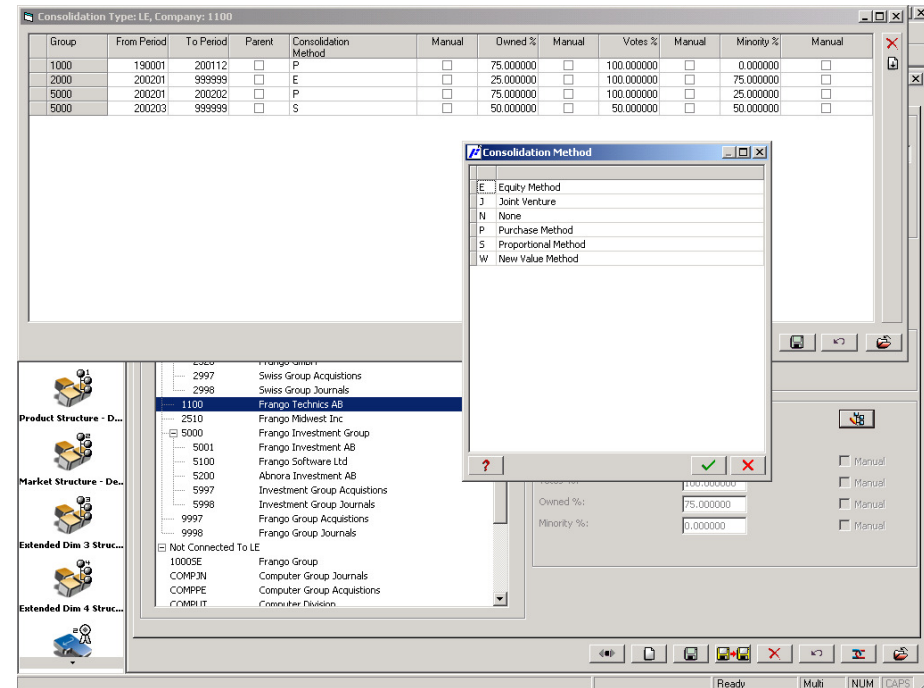 Consolidation Type: LE, Company: 1100
Group From Period To Period Parent Consolidation Method Manual Owned % Manual Votes % Manual Minority % Manual
1000 190001 200112 P 75.000000 100.000000 0.000000
2000 200201 999999 E 25.000000 100.000000 75.000000
5000 200201 200202 P 75.000000 100.000000 25.000000
5000 200203 999999 S 50.000000 50.000000 50.000000
Consolidation Method
E Equity Method
J Joint Venture
N None
P Purchase Method
S Proportional Method
W New Value Method
2997 Swiss Group Acquistions
2998 Swiss Group Journals
1100 Frango Technics AB
2510 Frango Midwest Inc
5000 Frango Investment Group
5001 Frango Investment AB
5100 Frango Software Ltd
5200 Abnora Investment AB
5997 Investment Group Acquistions
5998 Investment Group Journals
9997 Frango Group Acquistions
9998 Frango Group Journals
Not Connected To LE
1000SE Frango Group
COMPJN Computer Group Journals
COMPPE Computer Group Acquistions
COMPUT Computer Division
Product Structure - D...
Market Structure - De...
Extended Dim 3 Struc...
Extended Dim 4 Struc...
Manual
100.000000 Manual
Owned %: 75.000000 Manual
Minority %: 0.000000 Manual
Ready Multi NUM CAPS